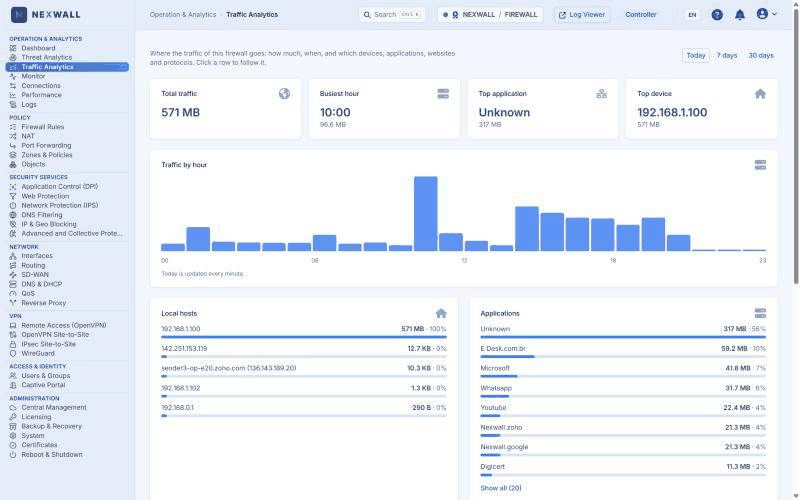 NEXWALL
OPERATION & ANALYTICS
Dashboard
Threat Analytics
Traffic Analytics
Monitor
Connections
Performance
Logs
POLICY
Firewall Rules
NAT
Port Forwarding
Zones & Policies
Objects
SECURITY SERVICES
Application Control (DPI)
Web Protection
Network Protection (IPS)
DNS Filtering
IP & Geo Blocking
Advanced and Collective Prote...
NETWORK
Interfaces
Routing
SD-WAN
DNS & DHCP
QoS
Reverse Proxy
VPN
Remote Access (OpenVPN)
OpenVPN Site-to-Site
IPsec Site-to-Site
WireGuard
ACCESS & IDENTITY
Users & Groups
Captive Portal
ADMINISTRATION
Central Management
Licensing
Backup & Recovery
System
Certificates
Reboot & Shutdown
Operation & Analytics · Traffic Analytics
Search Ctrl K
NEXWALL / FIREWALL
Log Viewer
Controller
EN
Where the traffic of this firewall goes: how much, when, and which devices, applications, websites
and protocols. Click a row to follow it.
Today 7 days 30 days
Total traffic
571 MB
Busiest hour
10:00
96.6 MB
Top application
Unknown
317 MB
Top device
192.168.1.100
571 MB
Traffic by hour
00 06 12 18 23
Today is updated every minute.
Local hosts
192.168.1.100 571 MB · 100%
142.251.153.119 12.7 KB · 0%
sender3-op-e20.zoho.com (136.143.189.20) 10.3 KB · 0%
192.168.1.102 1.3 KB · 0%
192.168.0.1 290 B · 0%
Applications
Unknown 317 MB · 56%
E Desk.com.br 59.2 MB · 10%
Microsoft 41.8 MB · 7%
Whatsapp 31.7 MB · 6%
Youtube 22.4 MB · 4%
Nexwall.zoho 21.3 MB · 4%
Nexwall.google 21.3 MB · 4%
Digicert 11.3 MB · 2%
Show all (20)